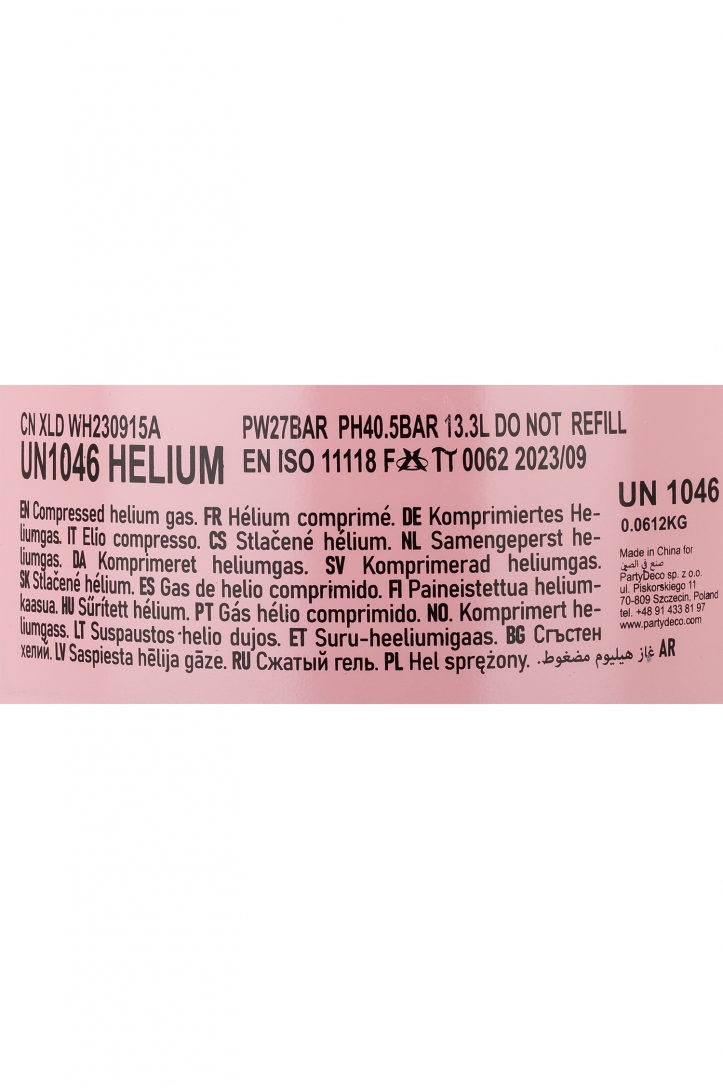 CN XLD WH230915A PW27BAR PH40.5BAR 13.3L DO NOT REFILL
UN1046 HELIUM EN ISO 11118 F π 0062 2023/09
EN Compressed helium gas. FR Hélium comprimé. DE Komprimiertes He-
liumgas. IT Elio compresso. CS Stlačené hélium. NL Samengeperst he-
liumgas. DA Komprimeret heliumgas. SV Komprimerad heliumgas.
SK Stlačené hélium. ES Gas de helio comprimido. FI Paineistettua helium-
kaasua. HU Sűrített hélium. PT Gás hélio comprimido. NO. Komprimert he-
liumgass. LT Suspaustos helio dujos. ET Suru-heeliumigaas. BG Сгъстен
хелий. LV Saspiesta hēlija gāze. RU Сжатый гель. PL Hel sprężony. AR غاز هيليوم مضغوط.
UN 1046
0.0612KG
Made in China for
صنع في الصين
PartyDeco sp. z o.o.
ul. Piskorskiego 11
70-809 Szczecin, Poland
tel. +48 91 433 81 97
www.partydeco.com